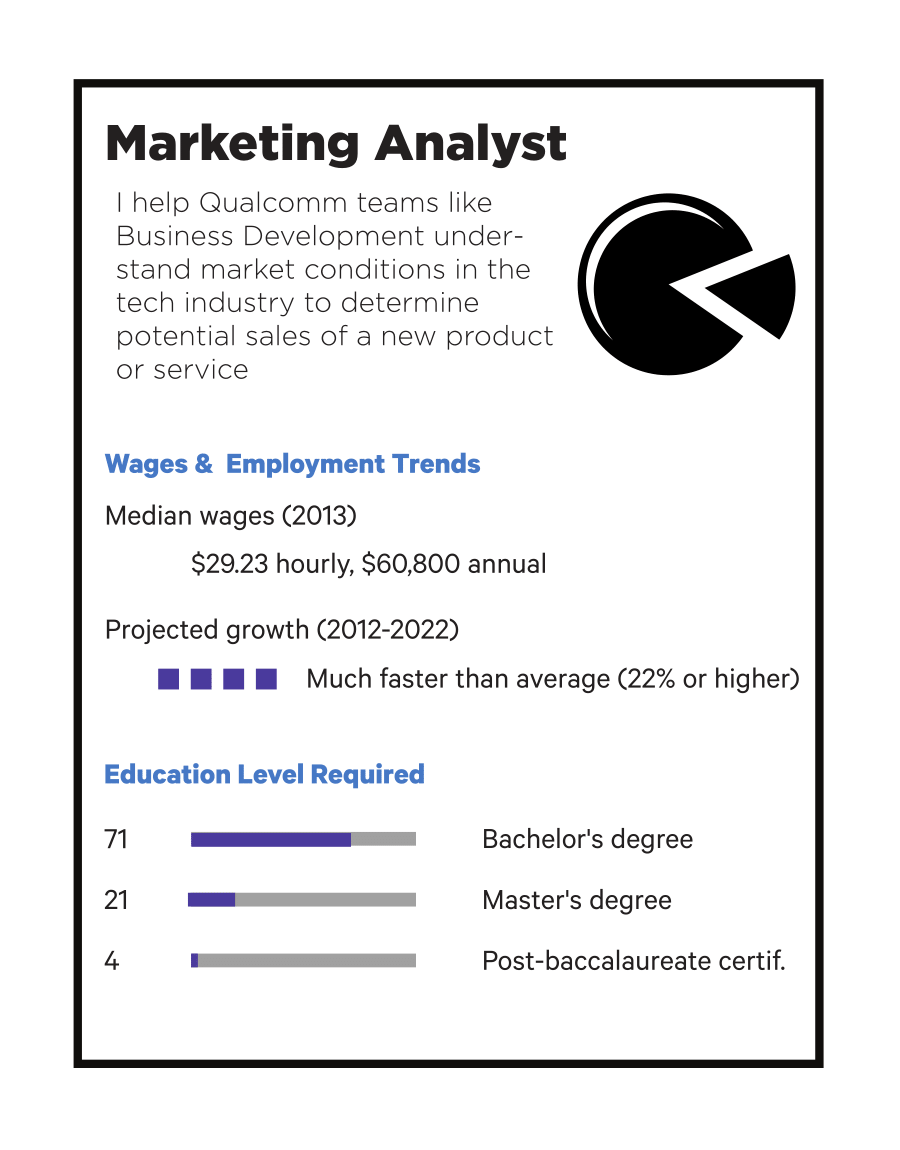 Marketing Analyst
I help Qualcomm teams like
Business Development under-
stand market conditions in the
tech industry to determine
potential sales of a new product
or service
Wages &  Employment Trends
Median wages (2013)
$29.23 hourly, $60,800 annual
Projected growth (2012-2022)
Much faster than average (22% or higher)
Education Level Required
71 Bachelor's degree
21 Master's degree
4 Post-baccalaureate certif.